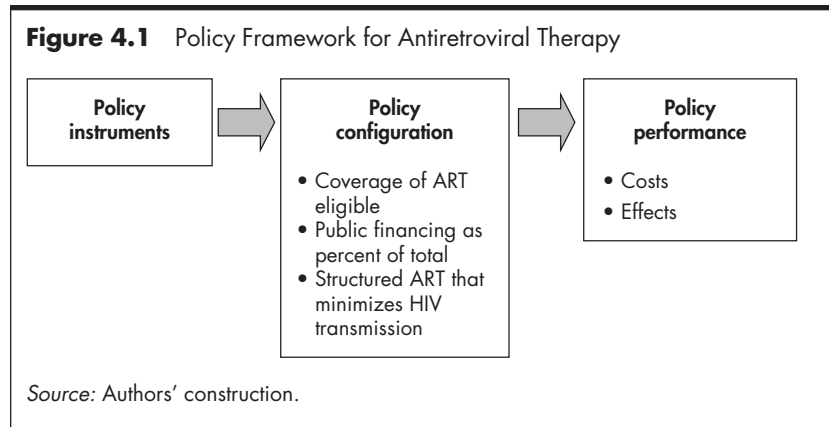 Figure 4.1 Policy Framework for Antiretroviral Therapy
Policy
instruments
Policy
configuration
• Coverage of ART
eligible
• Public financing as
percent of total
• Structured ART that
minimizes HIV
transmission
Policy
performance
• Costs
• Effects
Source: Authors’ construction.